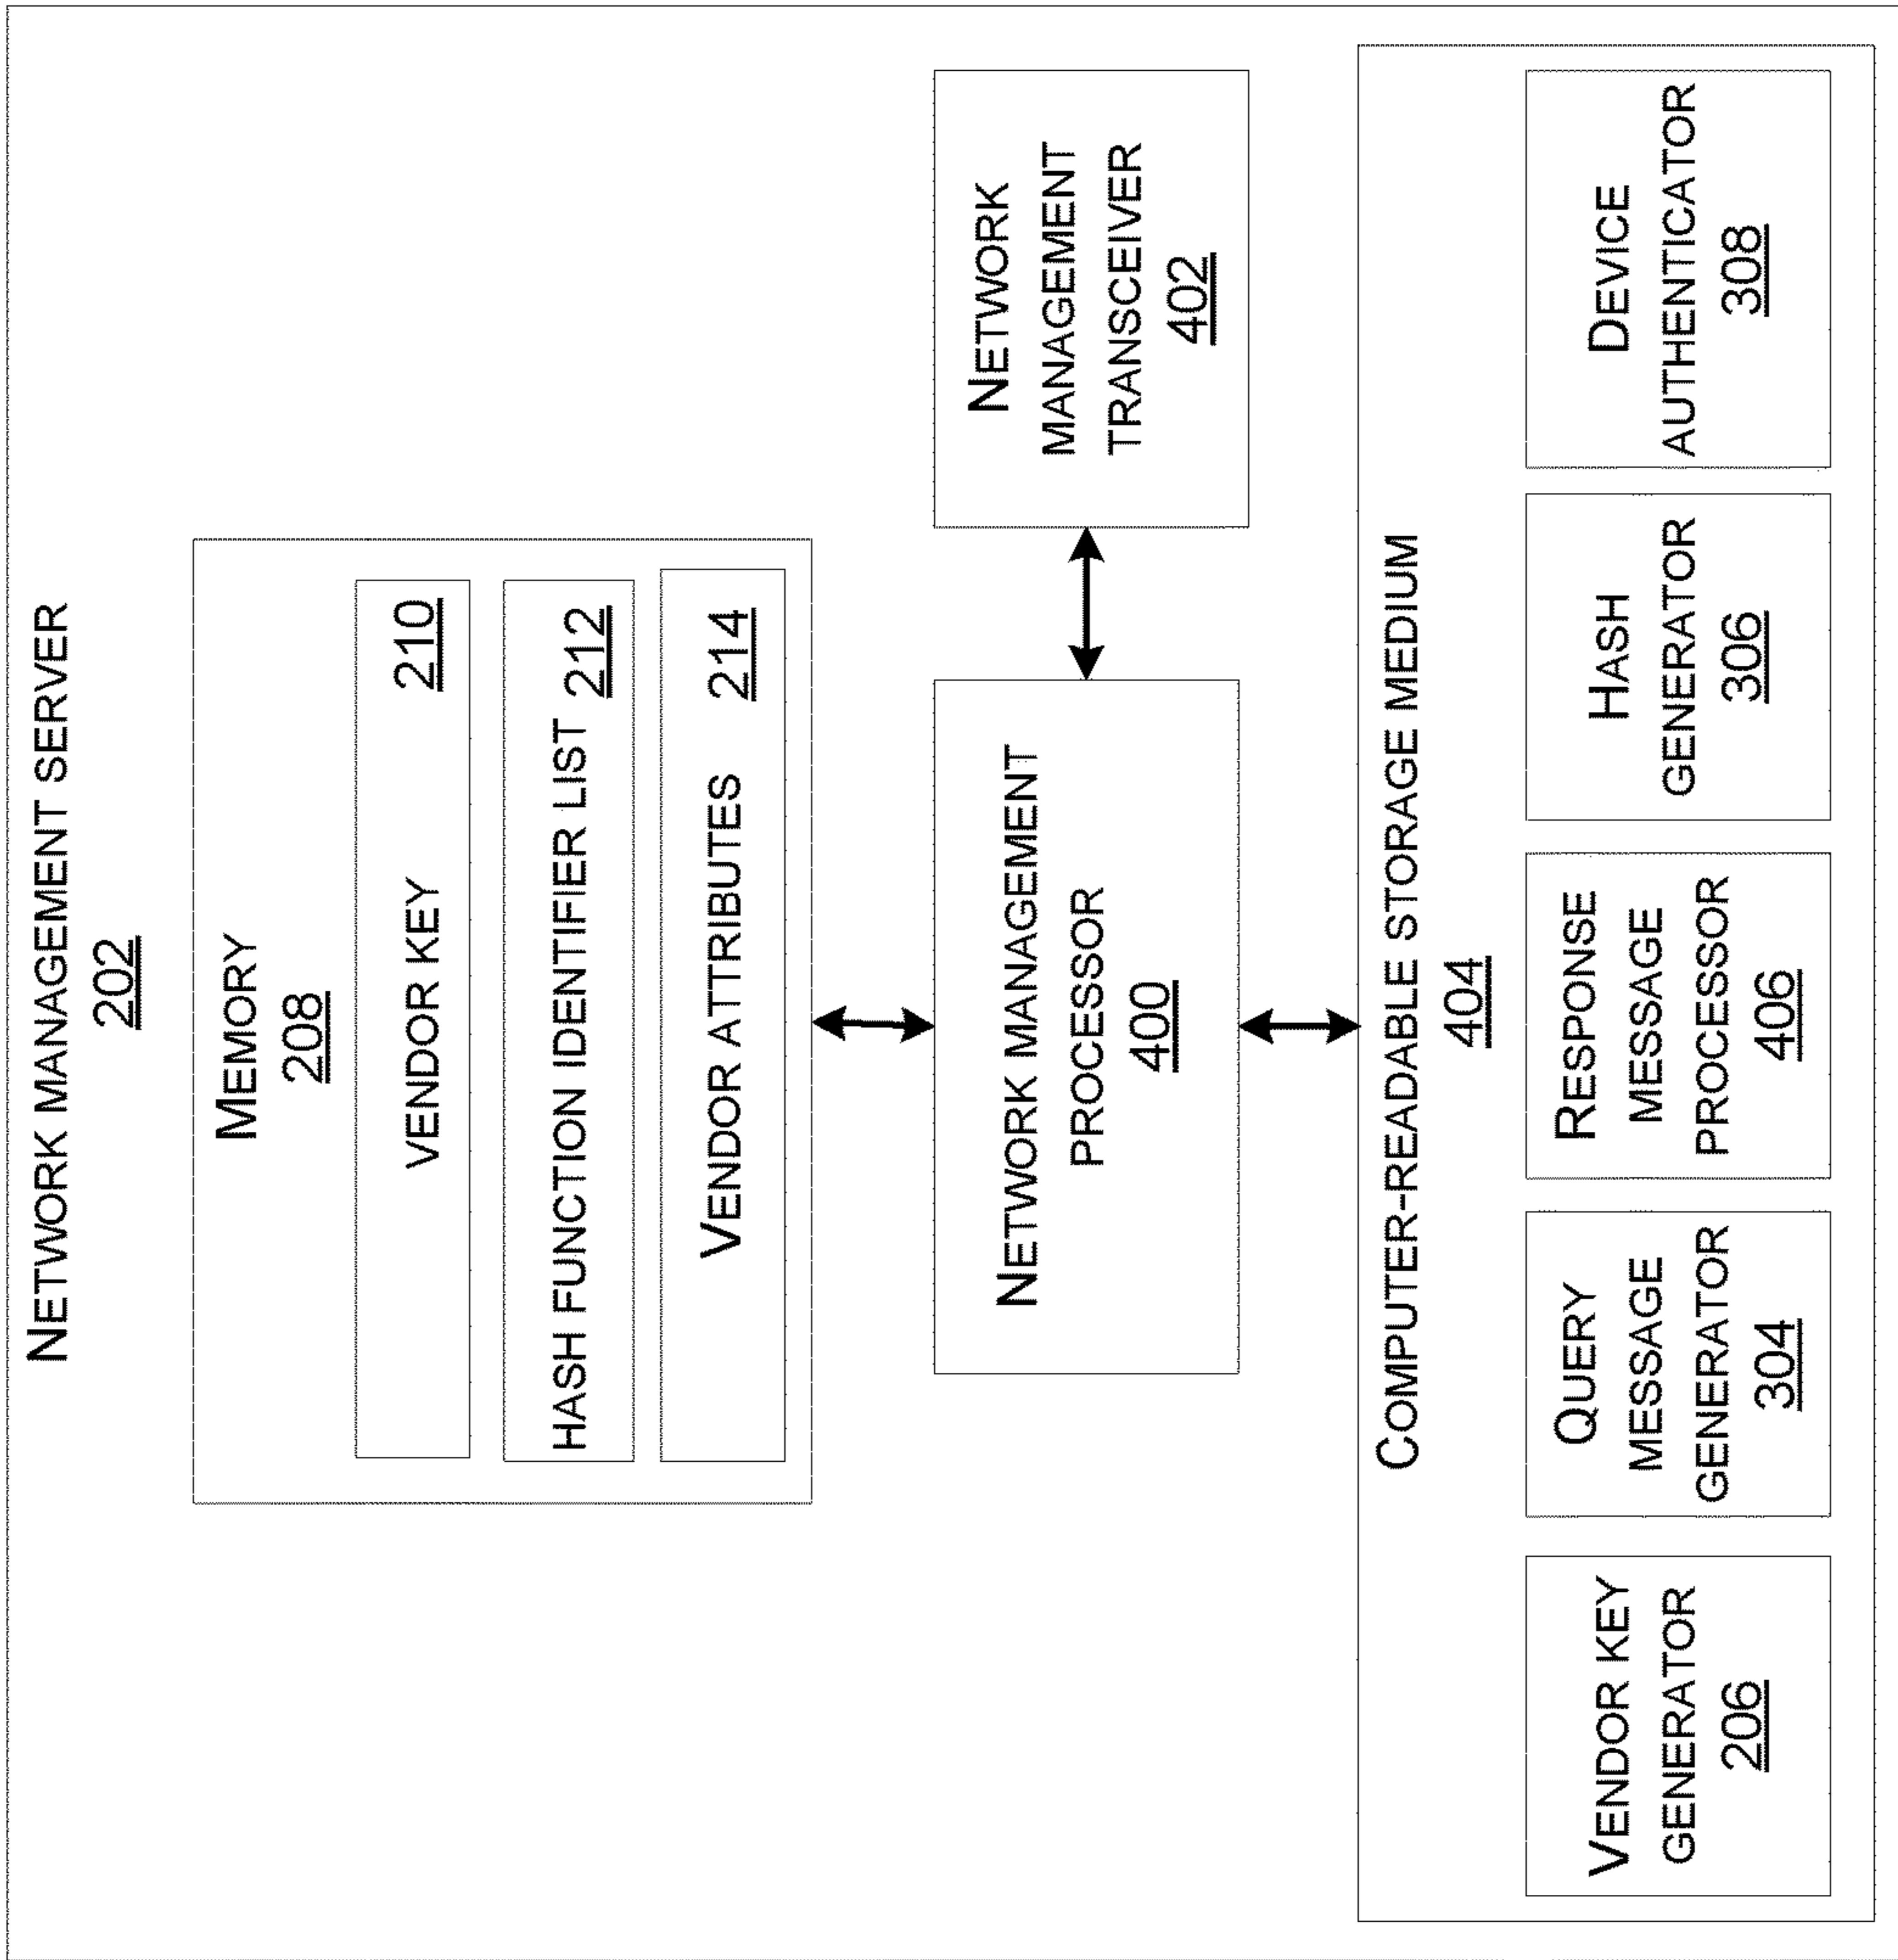 NETWORK MANAGEMENT SERVER
202
MEMORY
208
VENDOR KEY 210
HASH FUNCTION IDENTIFIER LIST 212
VENDOR ATTRIBUTES 214
NETWORK MANAGEMENT
PROCESSOR
400
NETWORK
MANAGEMENT
TRANSCEIVER
402
COMPUTER-READABLE STORAGE MEDIUM
404
VENDOR KEY
GENERATOR
206
QUERY
MESSAGE
GENERATOR
304
RESPONSE
MESSAGE
PROCESSOR
406
HASH
GENERATOR
306
DEVICE
AUTHENTICATOR
308